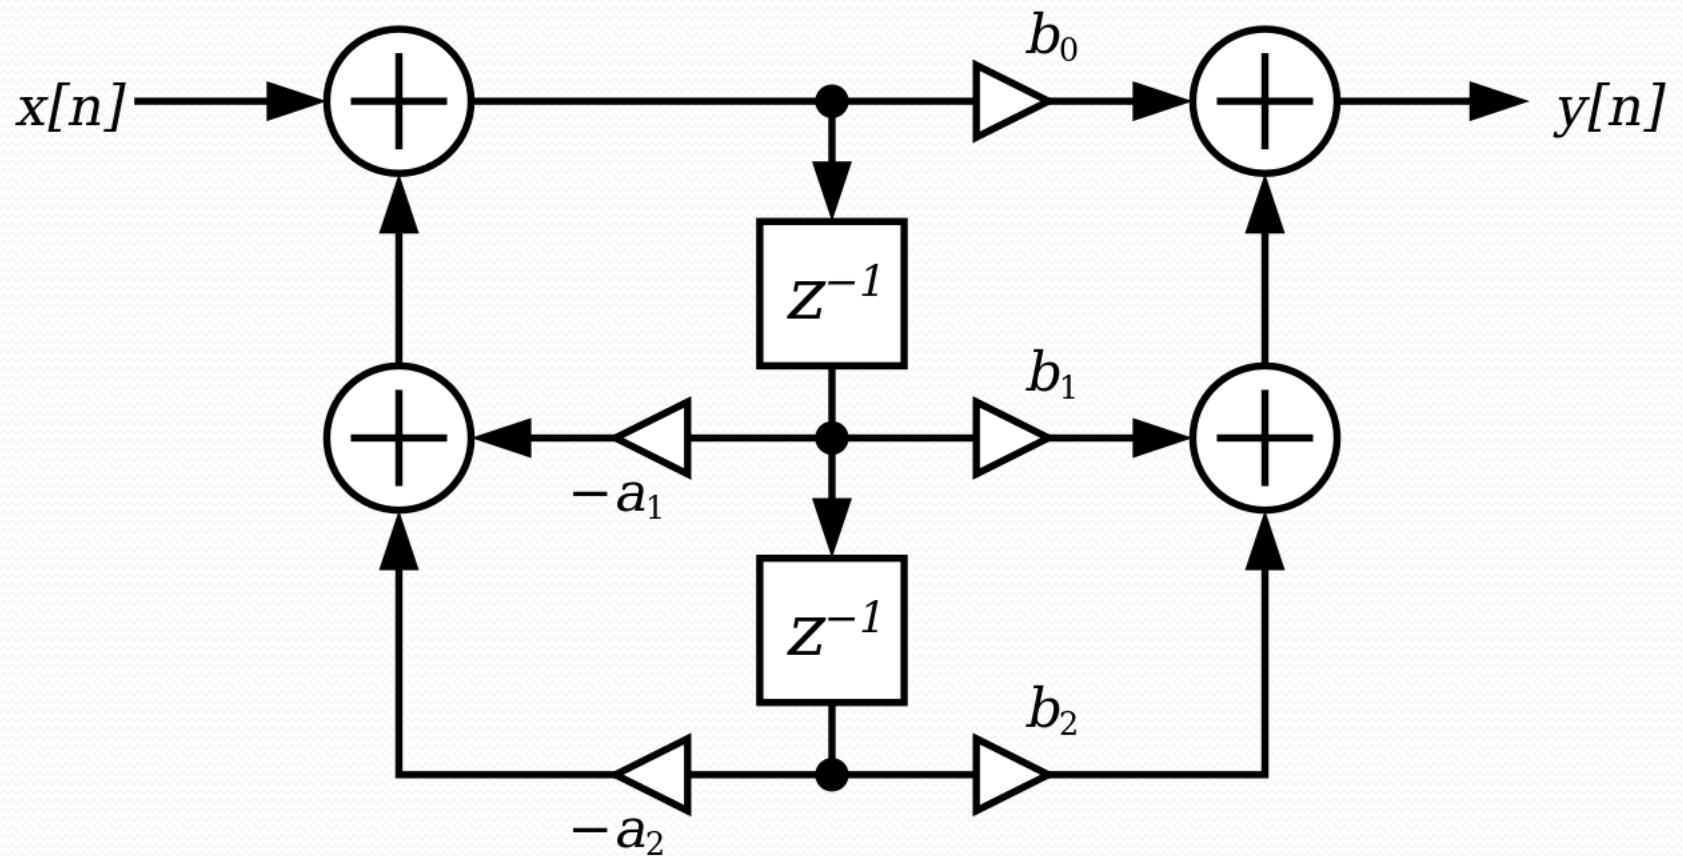 x[n]
b₀
y[n]
z⁻¹
b₁
−a₁
z⁻¹
b₂
−a₂